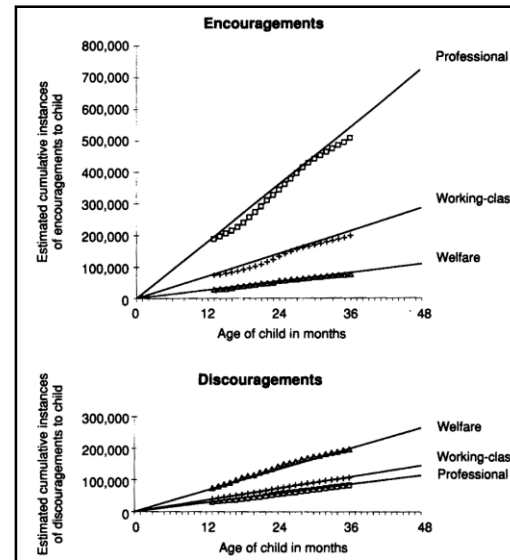 Encouragements
800,000
700,000
600,000
500,000
400,000
300,000
200,000
100,000
0
Estimated cumulative instances
of encouragements to child
Professional
Working-clas
Welfare
0 12 24 36 48
Age of child in months
Discouragements
300,000
200,000
100,000
0
Estimated cumulative instances
of discouragements to child
Welfare
Working-clas
Professional
0 12 24 36 48
Age of child in months